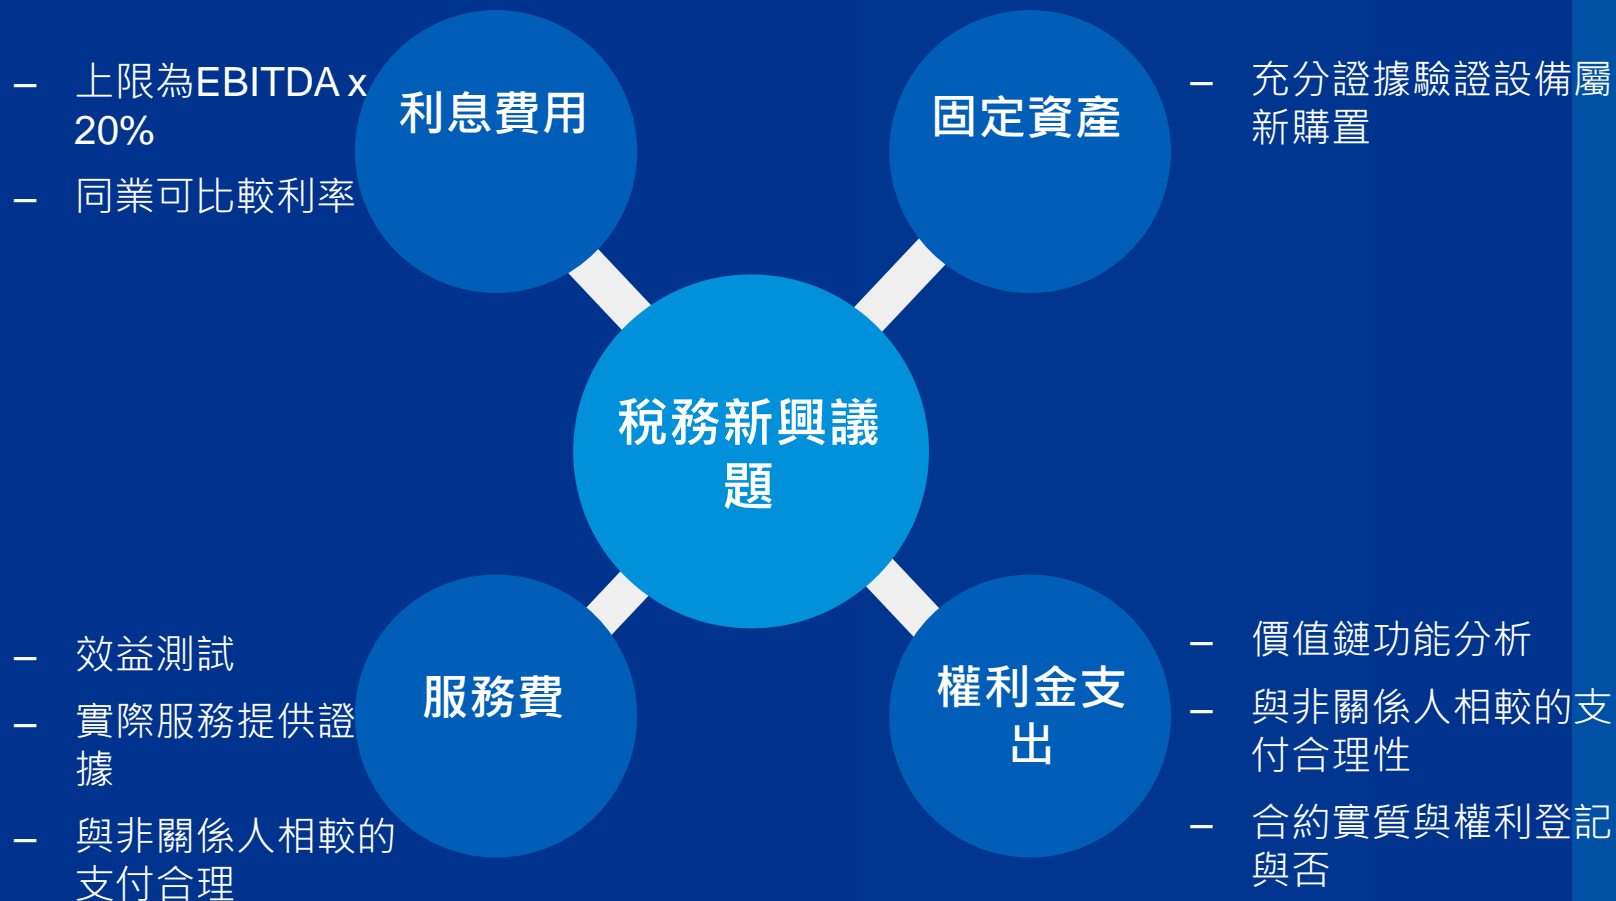 – 上限為EBITDA x
20%
– 同業可比較利率
利息費用
固定資產
– 充分證據驗證設備屬
新購置
稅務新興議
題
– 效益測試
– 實際服務提供證
據
– 與非關係人相較的
支付合理
服務費
權利金支
出
– 價值鏈功能分析
– 與非關係人相較的支
付合理性
– 合約實質與權利登記
與否